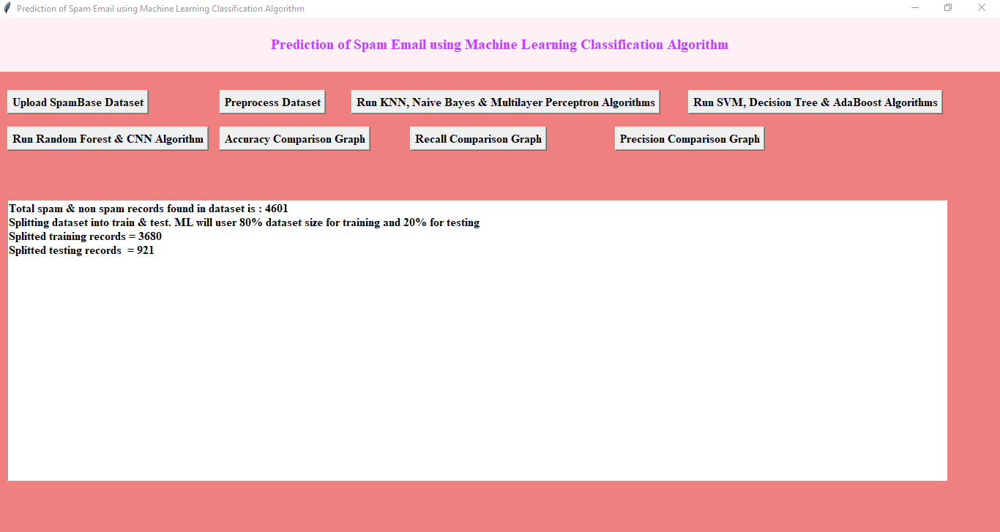 Prediction of Spam Email using Machine Learning Classification Algorithm
Prediction of Spam Email using Machine Learning Classification Algorithm
Upload SpamBase Dataset
Preprocess Dataset
Run KNN, Naive Bayes & Multilayer Perceptron Algorithms
Run SVM, Decision Tree & AdaBoost Algorithms
Run Random Forest & CNN Algorithm
Accuracy Comparison Graph
Recall Comparison Graph
Precision Comparison Graph
Total spam & non spam records found in dataset is : 4601
Splitting dataset into train & test. ML will user 80% dataset size for training and 20% for testing
Splitted training records = 3680
Splitted testing records  = 921